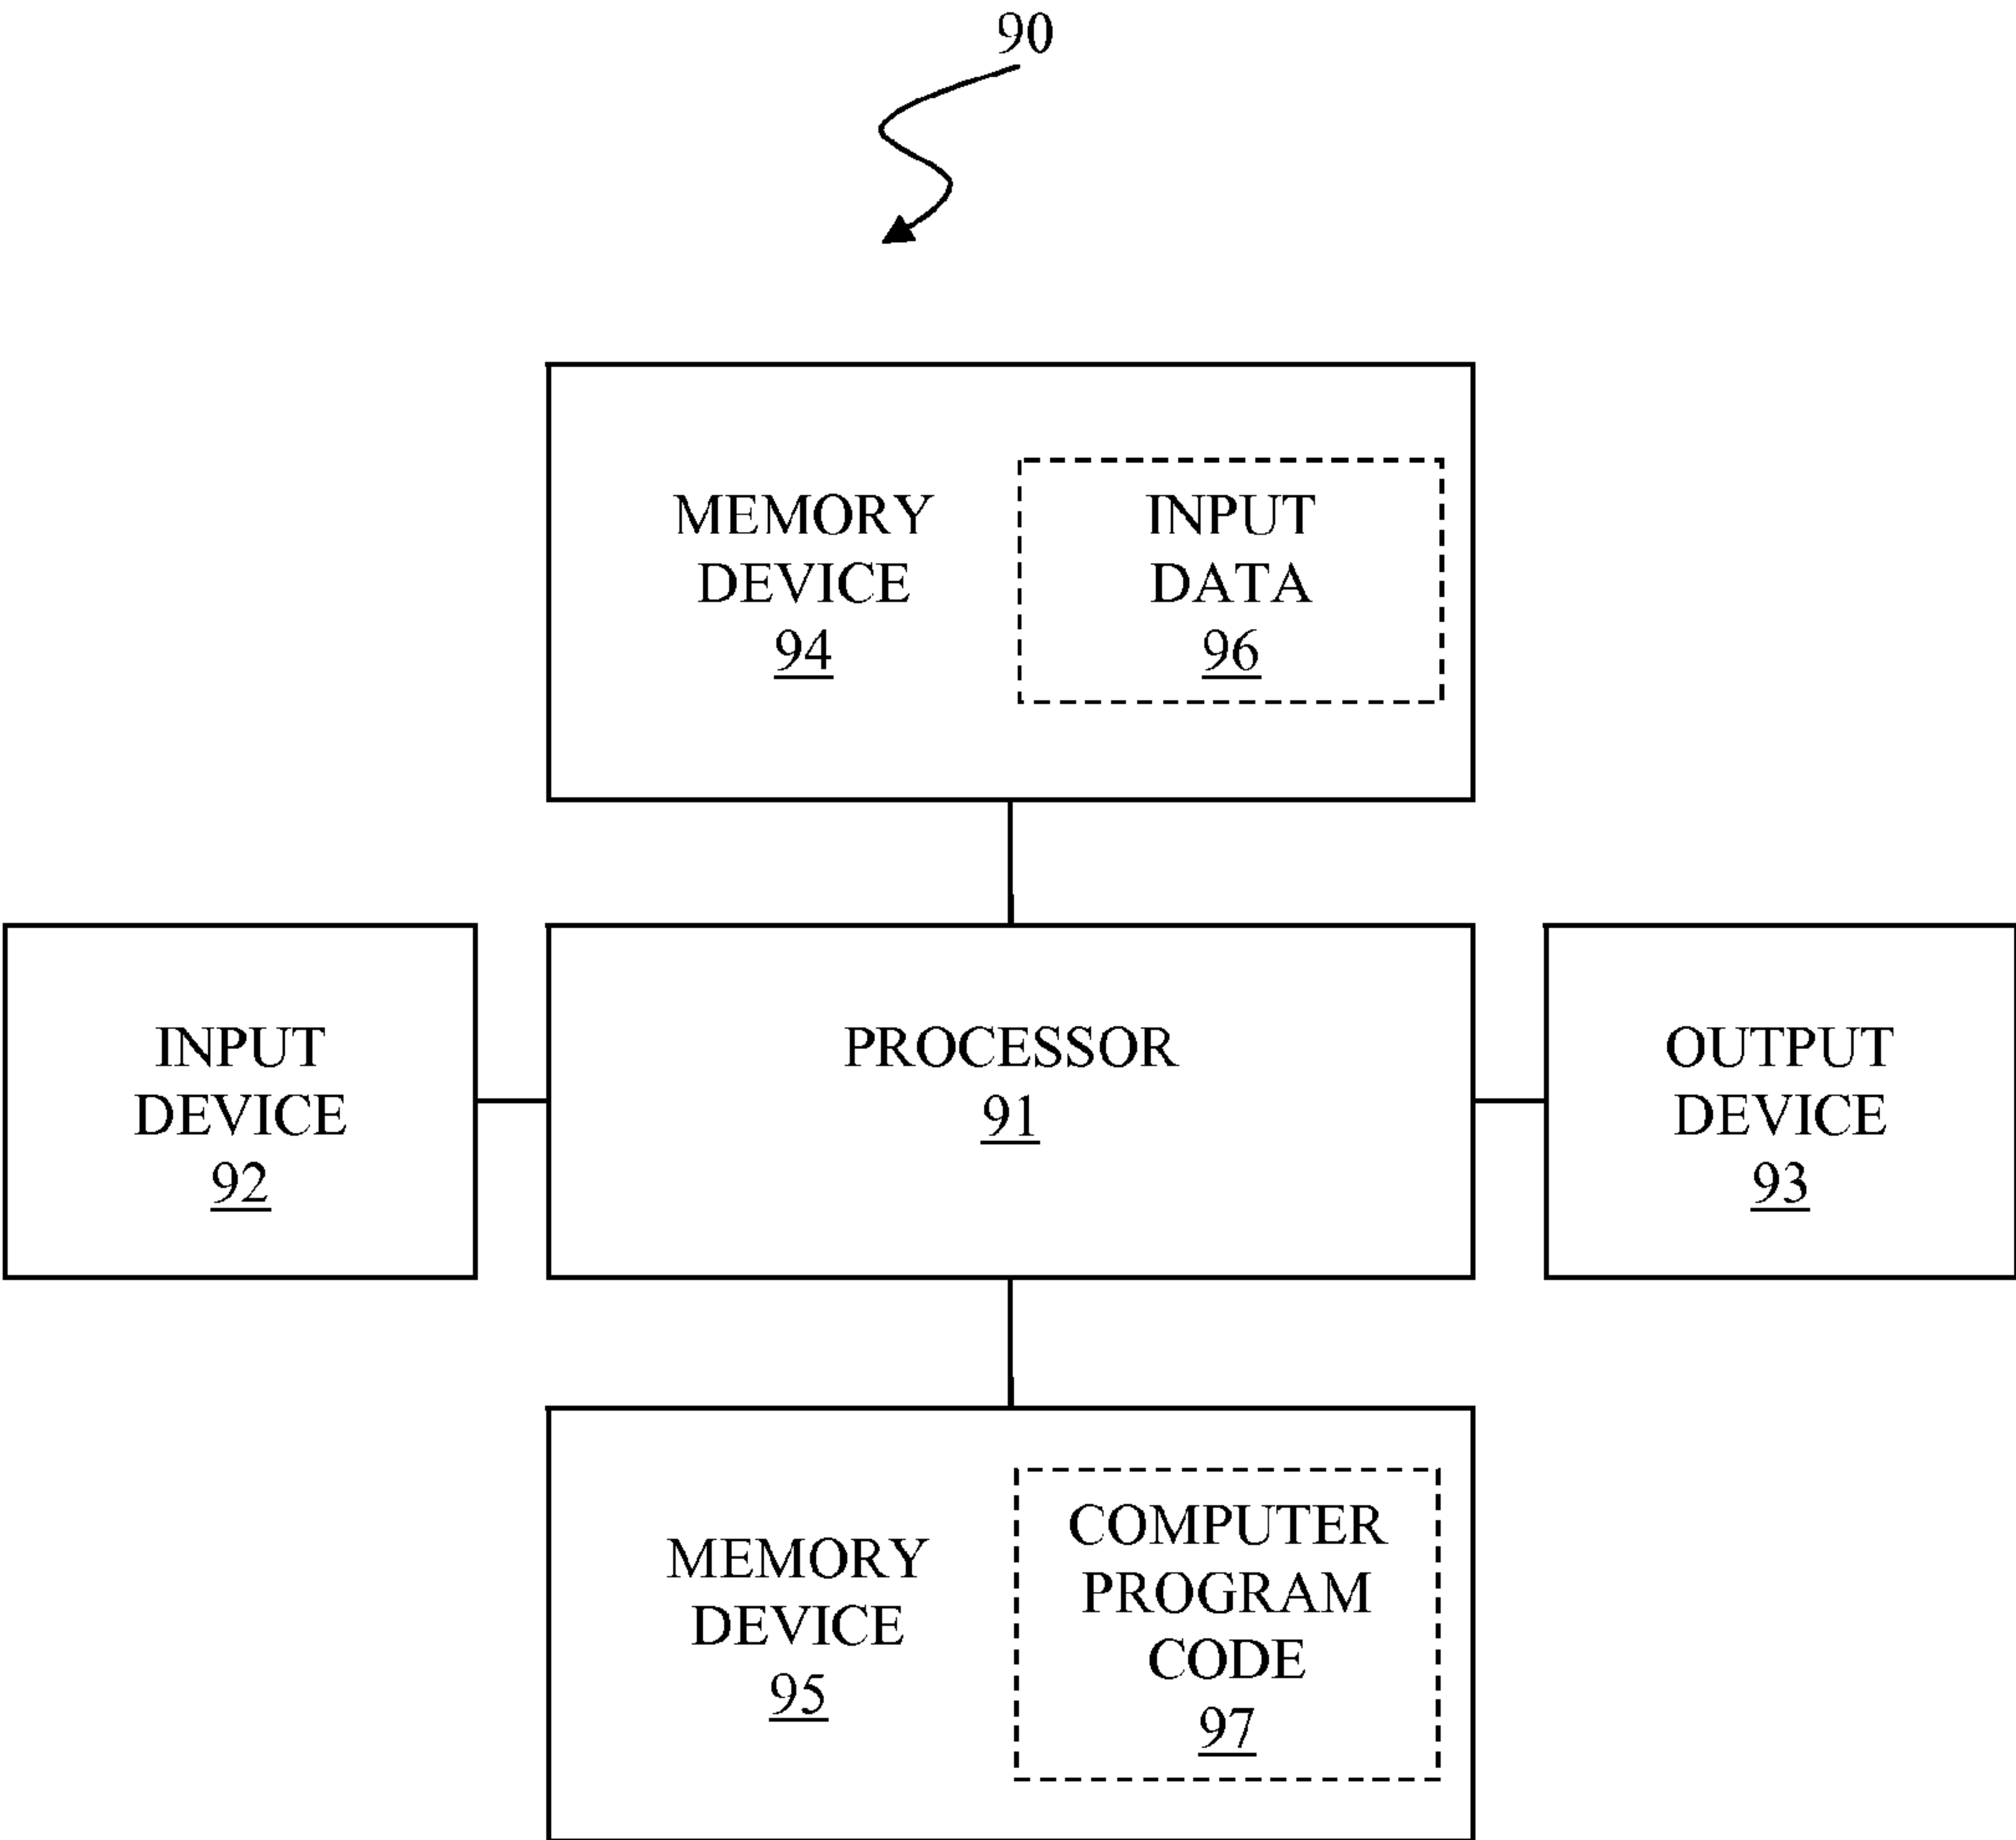 90
MEMORY
DEVICE
94
INPUT
DATA
96
INPUT
DEVICE
92
PROCESSOR
91
OUTPUT
DEVICE
93
MEMORY
DEVICE
95
COMPUTER
PROGRAM
CODE
97